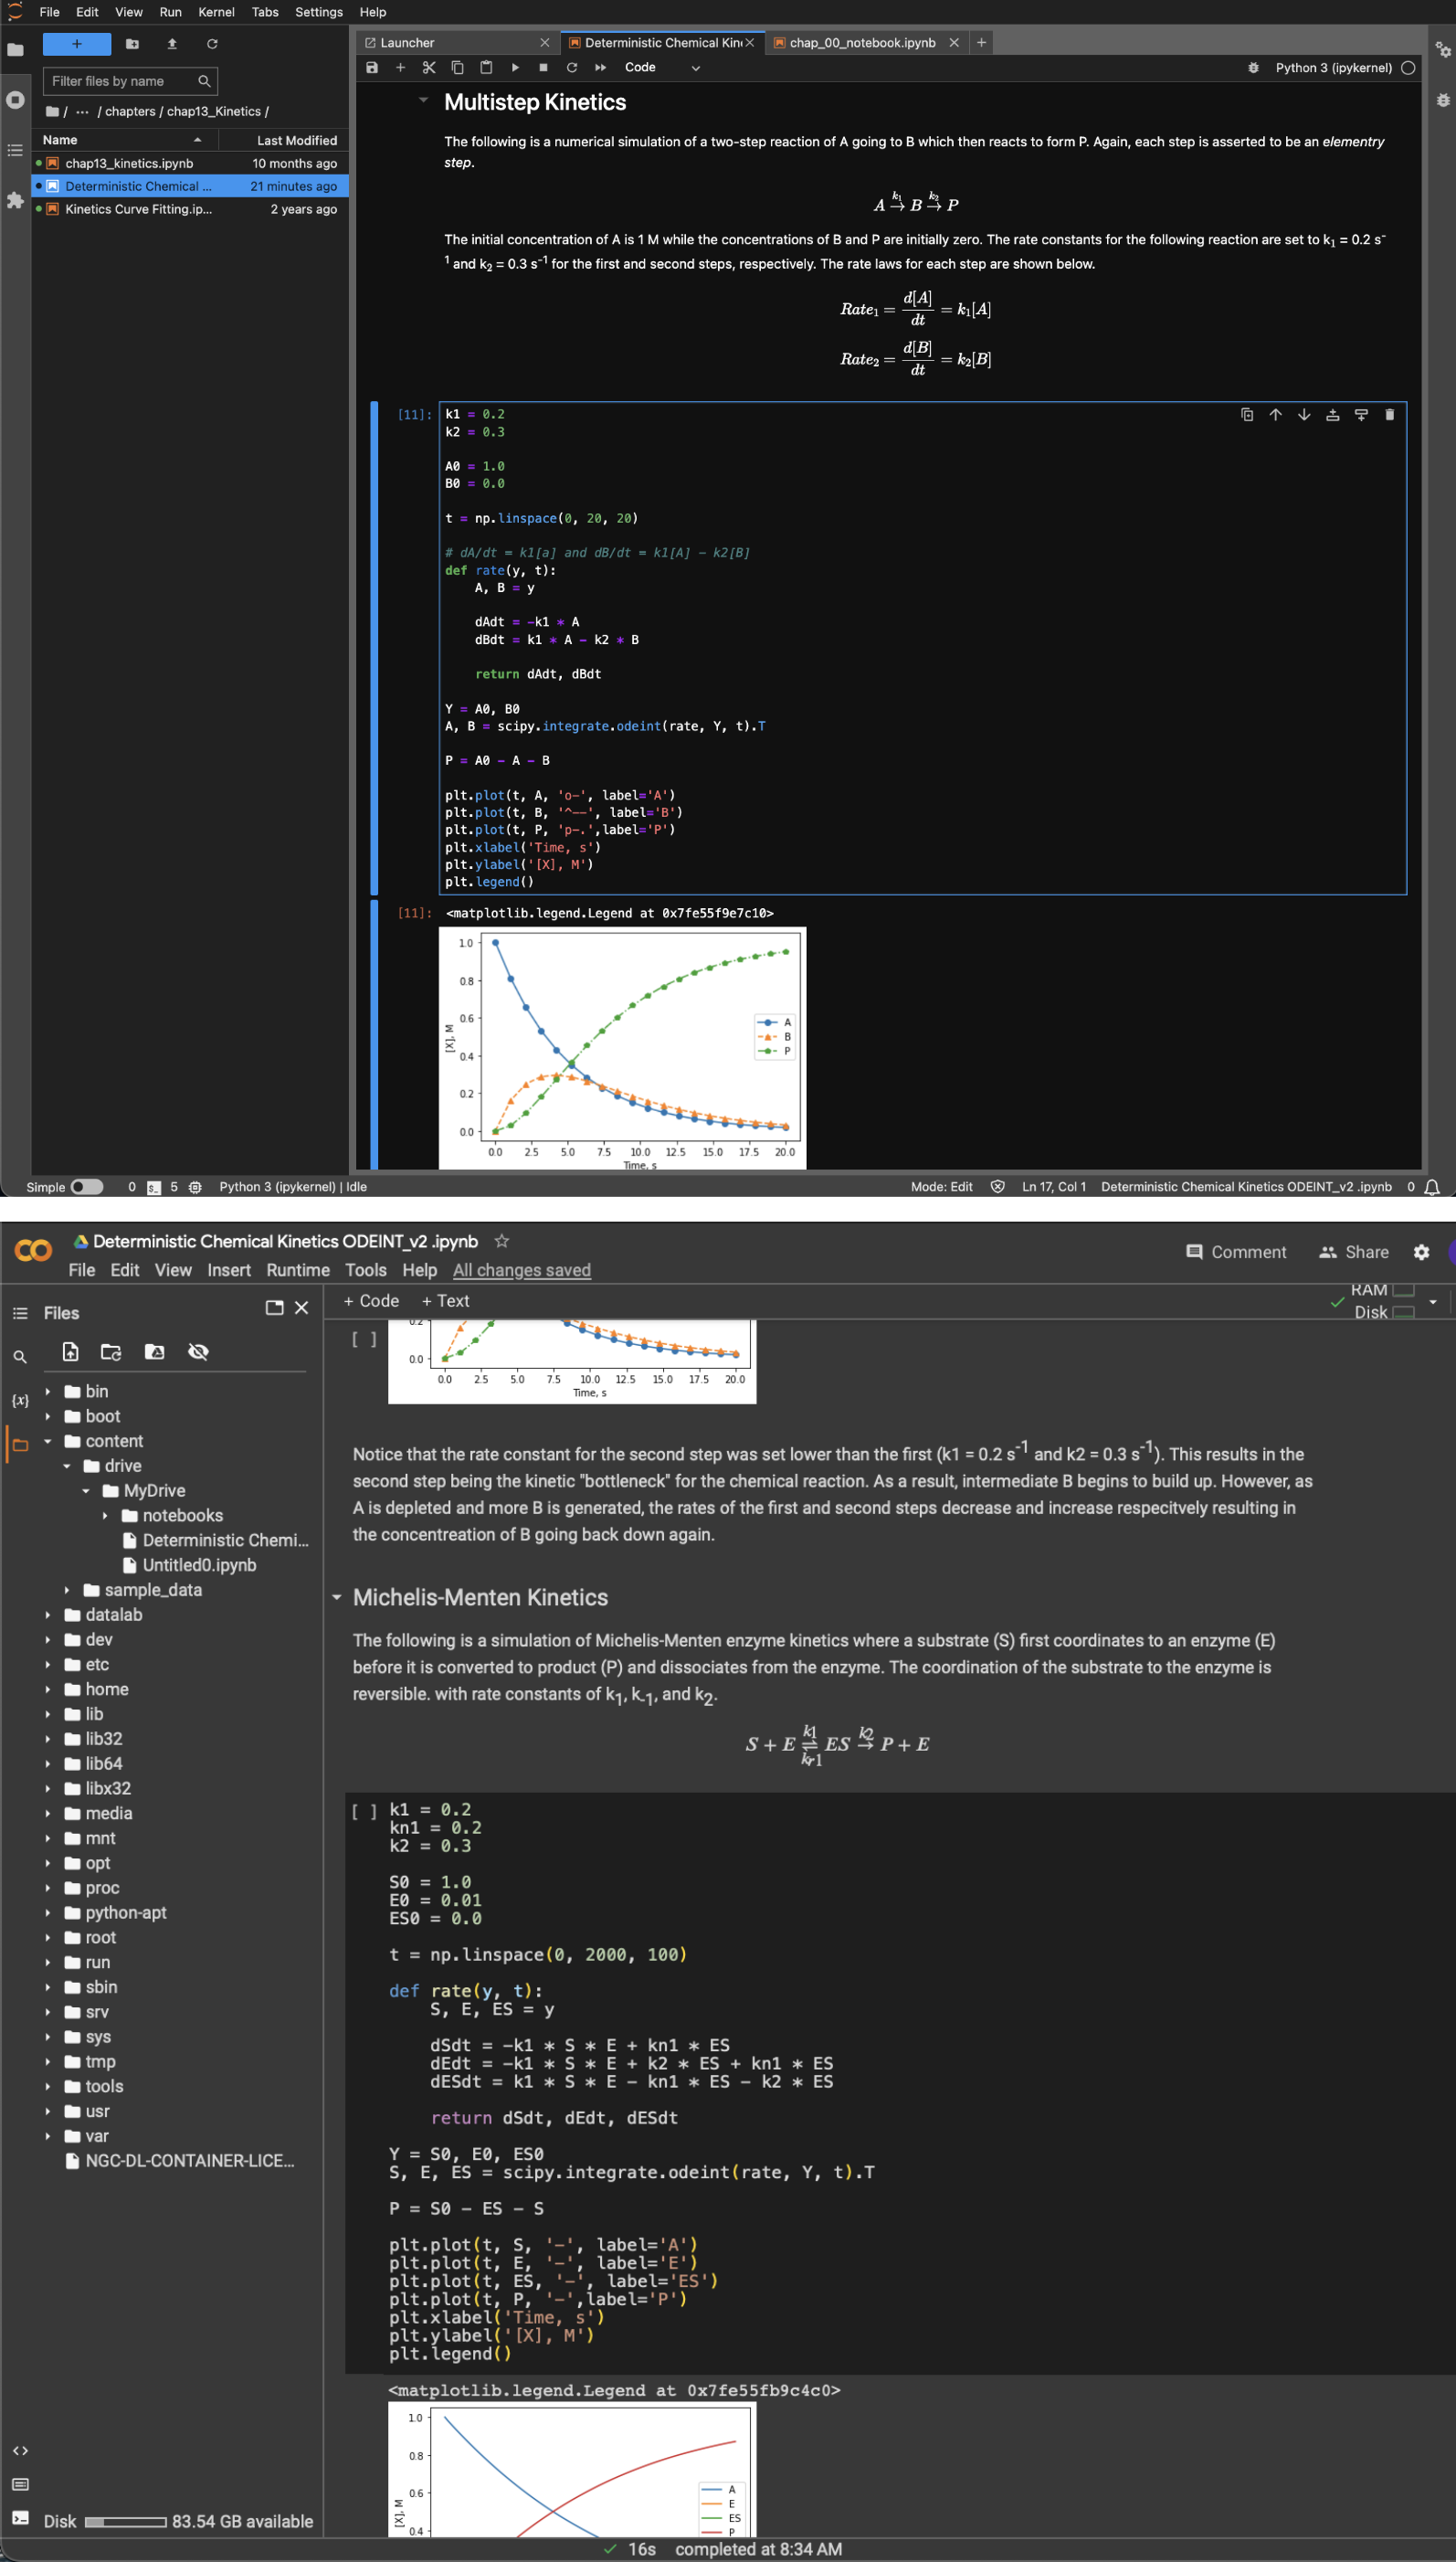 File Edit View Run Kernel Tabs Settings Help
Launcher
Deterministic Chemical Kin
chap_00_notebook.ipynb
Filter files by name
Code
Python 3 (ipykernel)
/ ··· / chapters / chap13_Kinetics /
Name Last Modified
chap13_kinetics.ipynb 10 months ago
Deterministic Chemical ... 21 minutes ago
Kinetics Curve Fitting.ip... 2 years ago
Multistep Kinetics
The following is a numerical simulation of a two-step reaction of A going to B which then reacts to form P. Again, each step is asserted to be an elementry
step.
A k₁→ B k₂→ P
The initial concentration of A is 1 M while the concentrations of B and P are initially zero. The rate constants for the following reaction are set to k₁ = 0.2 s⁻
¹ and k₂ = 0.3 s⁻¹ for the first and second steps, respectively. The rate laws for each step are shown below.
Rate₁ = d[A]/dt = k₁[A]
Rate₂ = d[B]/dt = k₂[B]
[11]: k1 = 0.2
k2 = 0.3
A0 = 1.0
B0 = 0.0
t = np.linspace(0, 20, 20)
# dA/dt = k1[a] and dB/dt = k1[A] - k2[B]
def rate(y, t):
A, B = y
dAdt = -k1 * A
dBdt = k1 * A - k2 * B
return dAdt, dBdt
Y = A0, B0
A, B = scipy.integrate.odeint(rate, Y, t).T
P = A0 - A - B
plt.plot(t, A, 'o-', label='A')
plt.plot(t, B, '^--', label='B')
plt.plot(t, P, 'p-.',label='P')
plt.xlabel('Time, s')
plt.ylabel('[X], M')
plt.legend()
[11]: <matplotlib.legend.Legend at 0x7fe55f9e7c10>
1.0
0.8
0.6
0.4
0.2
0.0
[X], M
A
B
P
0.0 2.5 5.0 7.5 10.0 12.5 15.0 17.5 20.0
Time, s
Simple 0 5 Python 3 (ipykernel) | Idle
Mode: Edit Ln 17, Col 1 Deterministic Chemical Kinetics ODEINT_v2 .ipynb 0
CO Deterministic Chemical Kinetics ODEINT_v2 .ipynb
Comment Share
File Edit View Insert Runtime Tools Help All changes saved
Files
+ Code + Text
RAM
Disk
{x}
bin
boot
content
drive
MyDrive
notebooks
Deterministic Chemi...
Untitled0.ipynb
sample_data
datalab
dev
etc
home
lib
lib32
lib64
libx32
media
mnt
opt
proc
python-apt
root
run
sbin
srv
sys
tmp
tools
usr
var
NGC-DL-CONTAINER-LICE...
Disk 83.54 GB available
[ ]
0.2
0.0
0.0 2.5 5.0 7.5 10.0 12.5 15.0 17.5 20.0
Time, s
Notice that the rate constant for the second step was set lower than the first (k1 = 0.2 s⁻¹ and k2 = 0.3 s⁻¹). This results in the
second step being the kinetic "bottleneck" for the chemical reaction. As a result, intermediate B begins to build up. However, as
A is depleted and more B is generated, the rates of the first and second steps decrease and increase respecitvely resulting in
the concentreation of B going back down again.
Michelis-Menten Kinetics
The following is a simulation of Michelis-Menten enzyme kinetics where a substrate (S) first coordinates to an enzyme (E)
before it is converted to product (P) and dissociates from the enzyme. The coordination of the substrate to the enzyme is
reversible. with rate constants of k₁, k₋₁, and k₂.
S + E k1⇌kr1 ES k2→ P + E
[ ] k1 = 0.2
kn1 = 0.2
k2 = 0.3
S0 = 1.0
E0 = 0.01
ES0 = 0.0
t = np.linspace(0, 2000, 100)
def rate(y, t):
S, E, ES = y
dSdt = -k1 * S * E + kn1 * ES
dEdt = -k1 * S * E + k2 * ES + kn1 * ES
dESdt = k1 * S * E - kn1 * ES - k2 * ES
return dSdt, dEdt, dESdt
Y = S0, E0, ES0
S, E, ES = scipy.integrate.odeint(rate, Y, t).T
P = S0 - ES - S
plt.plot(t, S, '-', label='A')
plt.plot(t, E, '-', label='E')
plt.plot(t, ES, '-', label='ES')
plt.plot(t, P, '-',label='P')
plt.xlabel('Time, s')
plt.ylabel('[X], M')
plt.legend()
<matplotlib.legend.Legend at 0x7fe55fb9c4c0>
1.0
0.8
0.6
0.4
[X], M
A
E
ES
P
16s completed at 8:34 AM